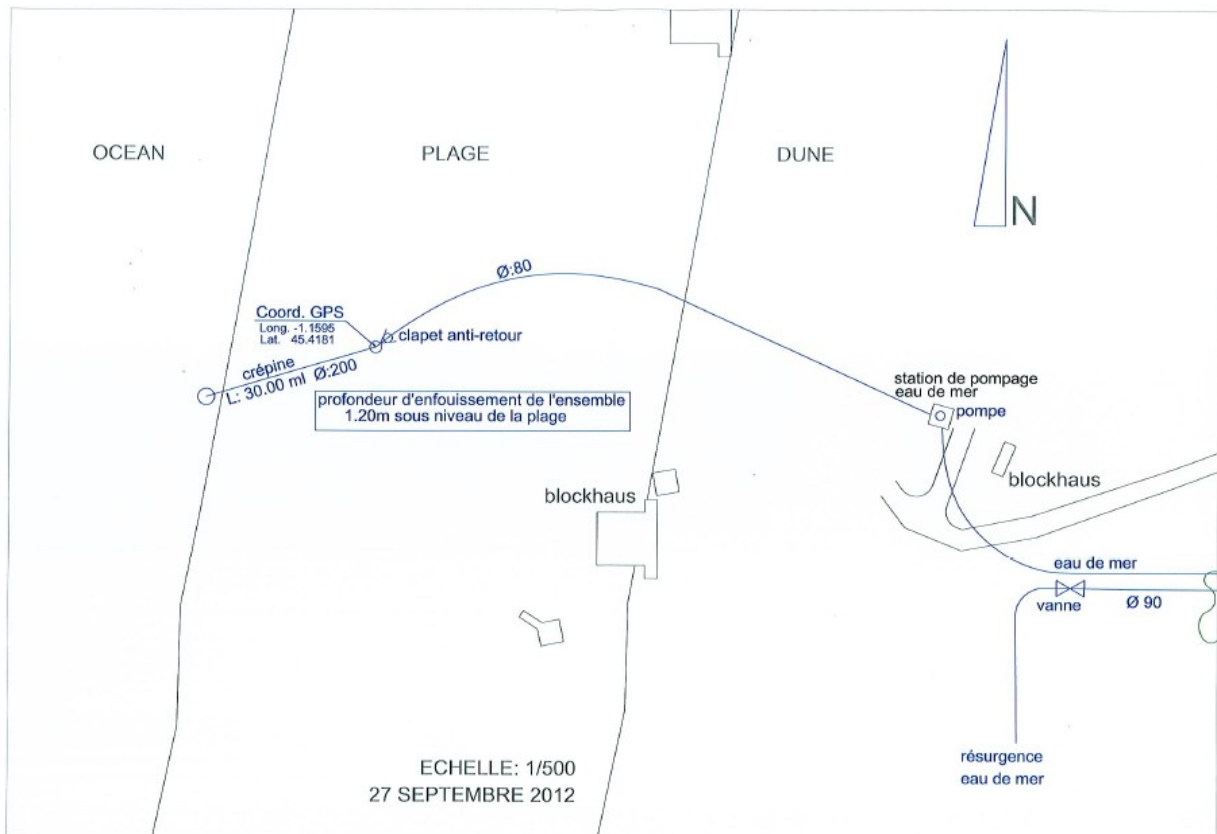 OCEAN
PLAGE
DUNE
N
Ø:80
Coord. GPS
Long. -1.1595
Lat. 45.4181
clapet anti-retour
crépine
L: 30.00 ml Ø:200
profondeur d'enfouissement de l'ensemble
1.20m sous niveau de la plage
station de pompage
eau de mer
pompe
blockhaus
blockhaus
eau de mer
vanne
Ø 90
résurgence
eau de mer
ECHELLE: 1/500
27 SEPTEMBRE 2012